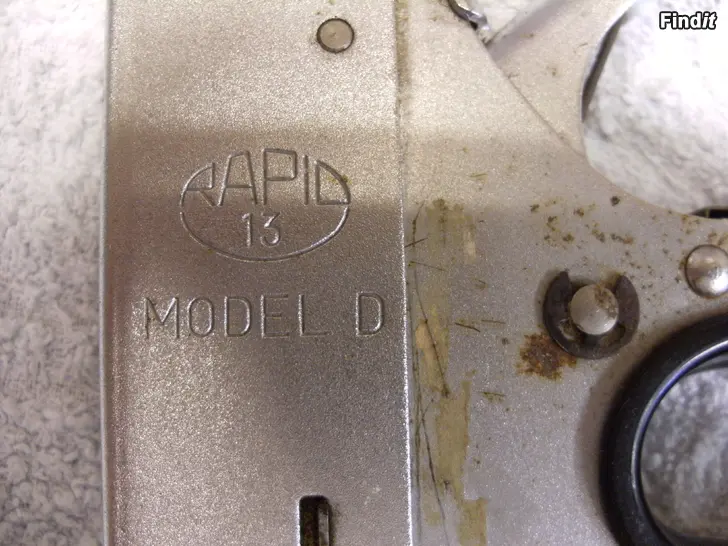 Findit
RAPID
13
MODEL D